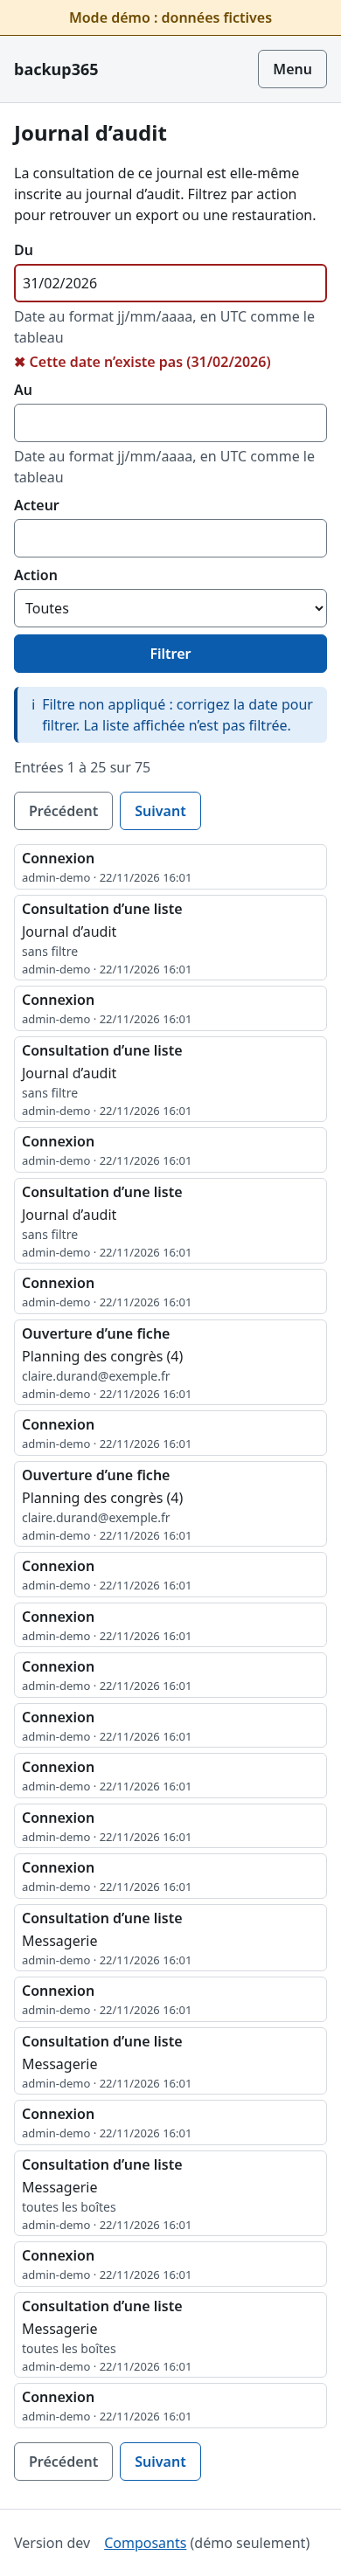 Mode démo : données fictives
backup365
Menu
Journal d’audit
La consultation de ce journal est elle-même
inscrite au journal d’audit. Filtrez par action
pour retrouver un export ou une restauration.
Du
31/02/2026
Date au format jj/mm/aaaa, en UTC comme le
tableau
✖ Cette date n’existe pas (31/02/2026)
Au
Date au format jj/mm/aaaa, en UTC comme le
tableau
Acteur
Action
Toutes
Filtrer
i Filtre non appliqué : corrigez la date pour
filtrer. La liste affichée n’est pas filtrée.
Entrées 1 à 25 sur 75
Précédent
Suivant
Connexion
admin-demo · 22/11/2026 16:01
Consultation d’une liste
Journal d’audit
sans filtre
admin-demo · 22/11/2026 16:01
Connexion
admin-demo · 22/11/2026 16:01
Consultation d’une liste
Journal d’audit
sans filtre
admin-demo · 22/11/2026 16:01
Connexion
admin-demo · 22/11/2026 16:01
Consultation d’une liste
Journal d’audit
sans filtre
admin-demo · 22/11/2026 16:01
Connexion
admin-demo · 22/11/2026 16:01
Ouverture d’une fiche
Planning des congrès (4)
claire.durand@exemple.fr
admin-demo · 22/11/2026 16:01
Connexion
admin-demo · 22/11/2026 16:01
Ouverture d’une fiche
Planning des congrès (4)
claire.durand@exemple.fr
admin-demo · 22/11/2026 16:01
Connexion
admin-demo · 22/11/2026 16:01
Connexion
admin-demo · 22/11/2026 16:01
Connexion
admin-demo · 22/11/2026 16:01
Connexion
admin-demo · 22/11/2026 16:01
Connexion
admin-demo · 22/11/2026 16:01
Connexion
admin-demo · 22/11/2026 16:01
Connexion
admin-demo · 22/11/2026 16:01
Consultation d’une liste
Messagerie
admin-demo · 22/11/2026 16:01
Connexion
admin-demo · 22/11/2026 16:01
Consultation d’une liste
Messagerie
admin-demo · 22/11/2026 16:01
Connexion
admin-demo · 22/11/2026 16:01
Consultation d’une liste
Messagerie
toutes les boîtes
admin-demo · 22/11/2026 16:01
Connexion
admin-demo · 22/11/2026 16:01
Consultation d’une liste
Messagerie
toutes les boîtes
admin-demo · 22/11/2026 16:01
Connexion
admin-demo · 22/11/2026 16:01
Précédent
Suivant
Version dev Composants (démo seulement)